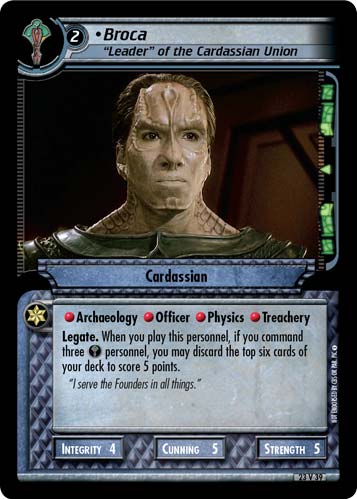 2
• Broca
"Leader" of the Cardassian Union
Cardassian
• Archaeology • Officer • Physics • Treachery
Legate. When you play this personnel, if you command
three personnel, you may discard the top six cards of
your deck to score 5 points.
"I serve the Founders in all things."
INTEGRITY 4 CUNNING 5 STRENGTH 5
23 V 39